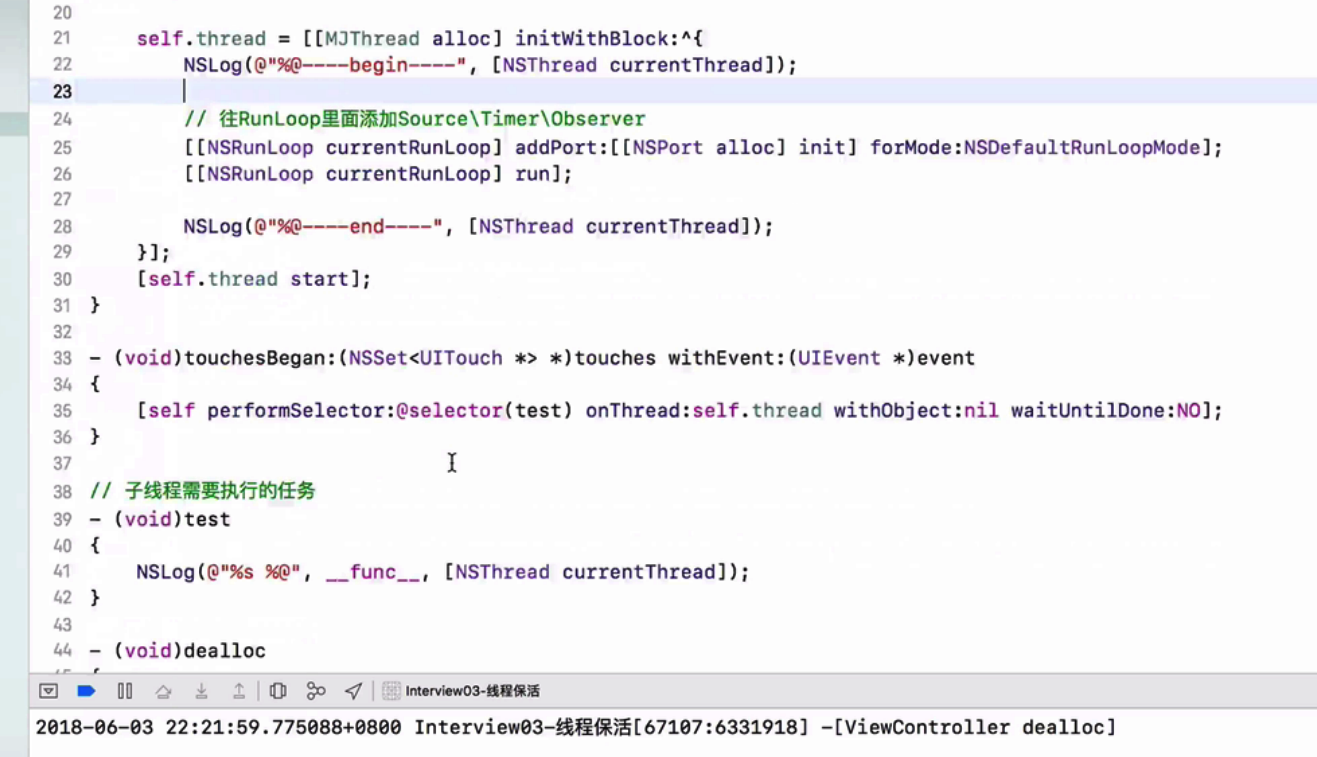 20
21 self.thread = [[MJThread alloc] initWithBlock:^{
22 NSLog(@"%@----begin----", [NSThread currentThread]);
23
24 // 往RunLoop里面添加Source\Timer\Observer
25 [[NSRunLoop currentRunLoop] addPort:[[NSPort alloc] init] forMode:NSDefaultRunLoopMode];
26 [[NSRunLoop currentRunLoop] run];
27
28 NSLog(@"%@----end----", [NSThread currentThread]);
29 }];
30 [self.thread start];
31 }
32
33 - (void)touchesBegan:(NSSet<UITouch *> *)touches withEvent:(UIEvent *)event
34 {
35 [self performSelector:@selector(test) onThread:self.thread withObject:nil waitUntilDone:NO];
36 }
37
38 // 子线程需要执行的任务
39 - (void)test
40 {
41 NSLog(@"%s %@", __func__, [NSThread currentThread]);
42 }
43
44 - (void)dealloc
Interview03-线程保活
2018-06-03 22:21:59.775088+0800 Interview03-线程保活[67107:6331918] -[ViewController dealloc]